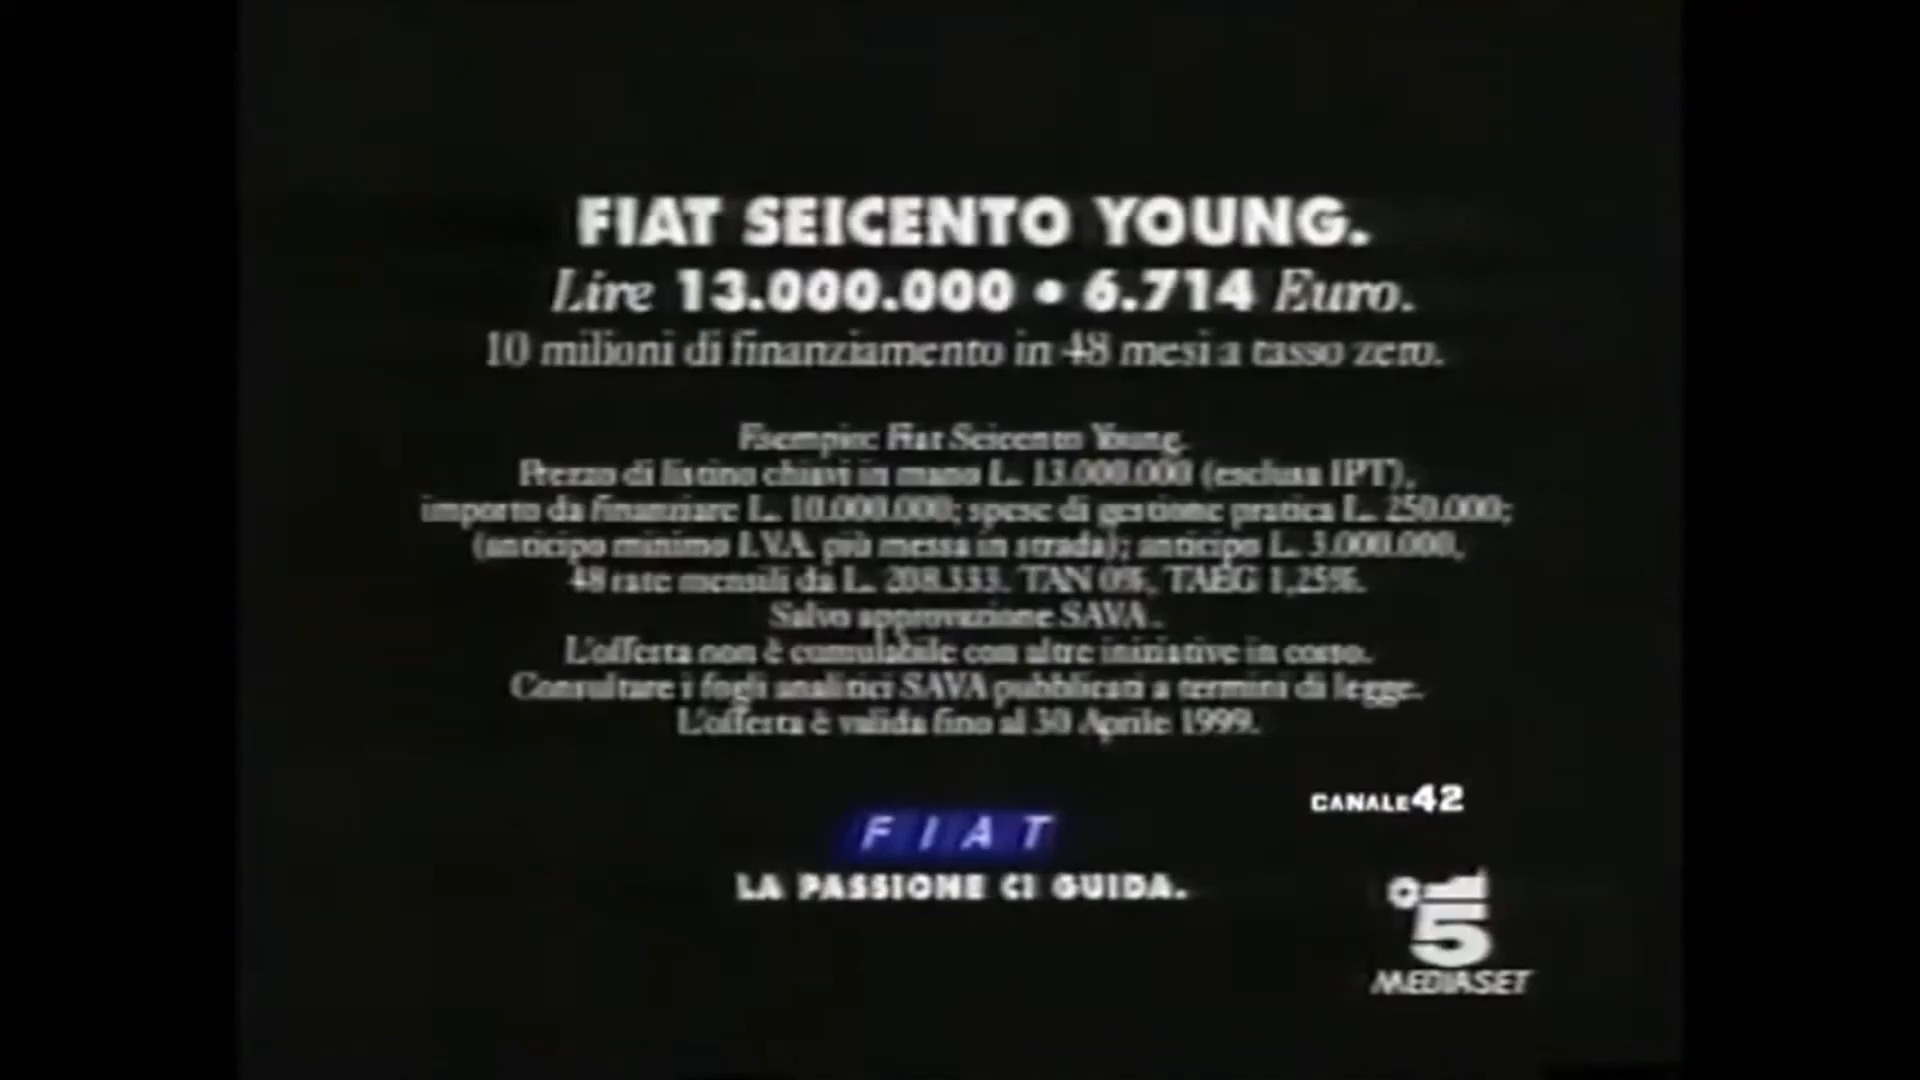 FIAT SEICENTO YOUNG.
Lire 13.000.000 • 6.714 Euro.
10 milioni di finanziamento in 48 mesi a tasso zero.
Esempio: Fiat Seicento Young.
Prezzo di listino chiavi in mano L. 13.000.000 (esclusa IPT),
importo da finanziare L. 10.000.000; spese di gestione pratica L. 250.000;
(anticipo minimo I.V.A. più messa in strada); anticipo L. 3.000.000,
48 rate mensili da L. 208.333. TAN 0%, TAEG 1,25%.
Salvo approvazione SAVA.
L'offerta non è cumulabile con altre iniziative in corso.
Consultare i fogli analitici SAVA pubblicati a termini di legge.
L'offerta è valida fino al 30 Aprile 1999.
CANALE 42
FIAT
LA PASSIONE CI GUIDA.
5
MEDIASET